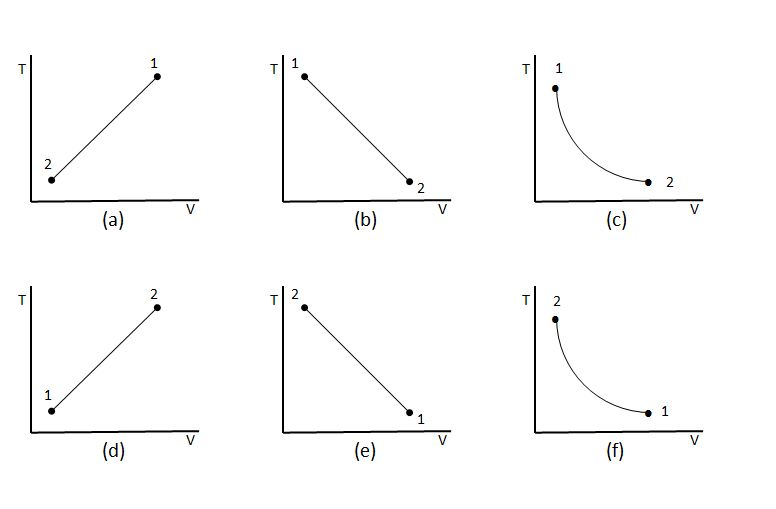 T 1 2 V (a)
T 1 2 V (b)
T 1 2 V (c)
T 2 1 V (d)
T 2 1 V (e)
T 2 1 V (f)